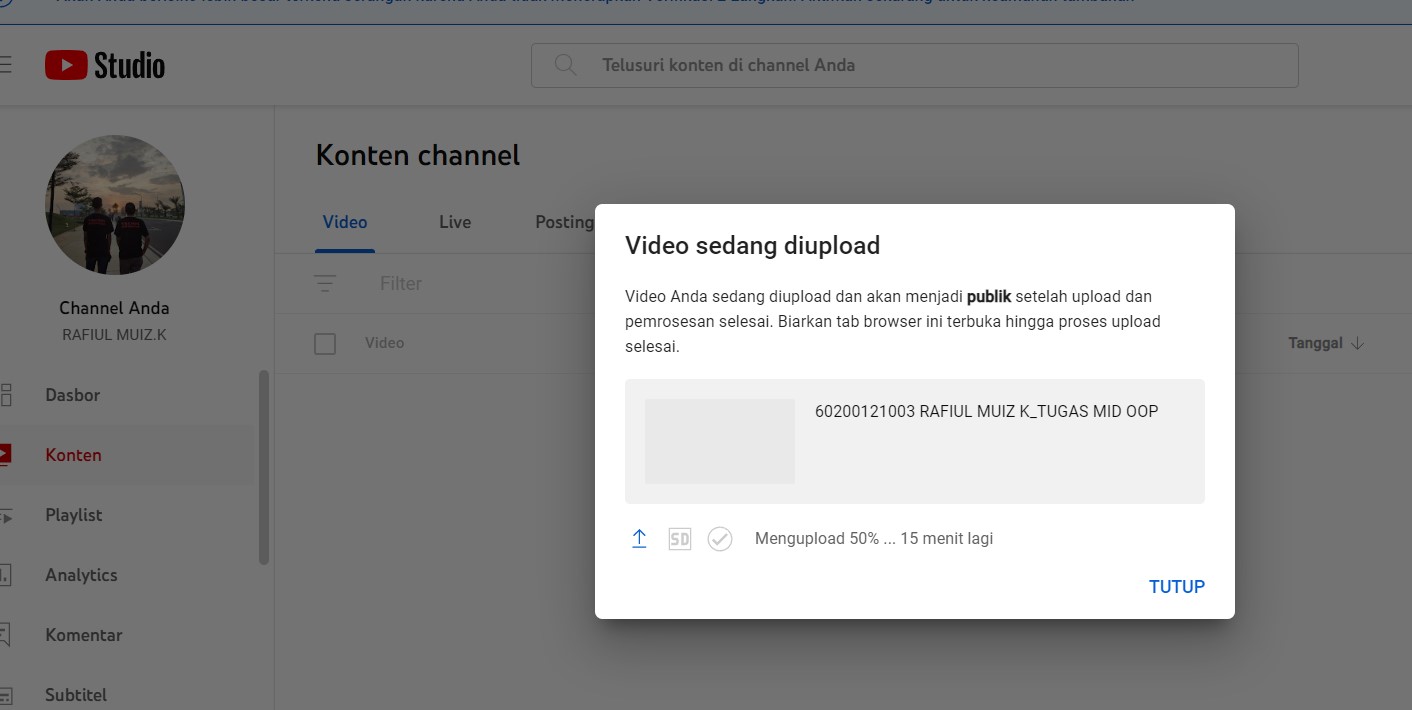 Studio
Telusuri konten di channel Anda
Channel Anda
RAFIUL MUIZ.K
Dasbor
Konten
Playlist
Analytics
Komentar
Subtitel
Konten channel
Video
Live
Posting
Filter
Video
Tanggal
Video sedang diupload
Video Anda sedang diupload dan akan menjadi publik setelah upload dan
pemrosesan selesai. Biarkan tab browser ini terbuka hingga proses upload
selesai.
60200121003 RAFIUL MUIZ K_TUGAS MID OOP
SD
Mengupload 50% ... 15 menit lagi
TUTUP